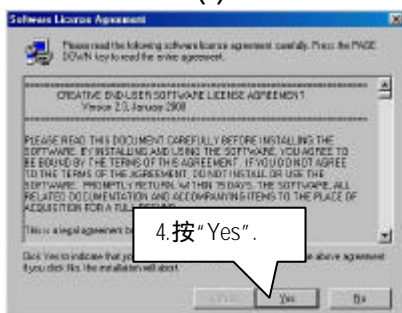 Software License Agreement
Please read the following software license agreement carefully. Press the PAGE
DOWN key to read the entire agreement.
CREATIVE END-USER SOFTWARE LICENSE AGREEMENT
Version 2.3, January 2000
PLEASE READ THIS DOCUMENT CAREFULLY BEFORE INSTALLING THE
SOFTWARE. BY INSTALLING AND USING THE SOFTWARE, YOU AGREE TO
BE BOUND BY THE TERMS OF THIS AGREEMENT. IF YOU DO NOT AGREE
TO THE TERMS OF THE AGREEMENT, DO NOT INSTALL OR USE THE
SOFTWARE. PROMPTLY RETURN, WITHIN 15 DAYS, THE SOFTWARE, ALL
RELATED DOCUMENTATION AND ACCOMPANYING ITEMS TO THE PLACE OF
ACQUISITION FOR A FULL REFUND.
This is a legal agreement
4.按“Yes”.
Click Yes to indicate that you above agreement
If you click No, the installation will abort.
Yes No